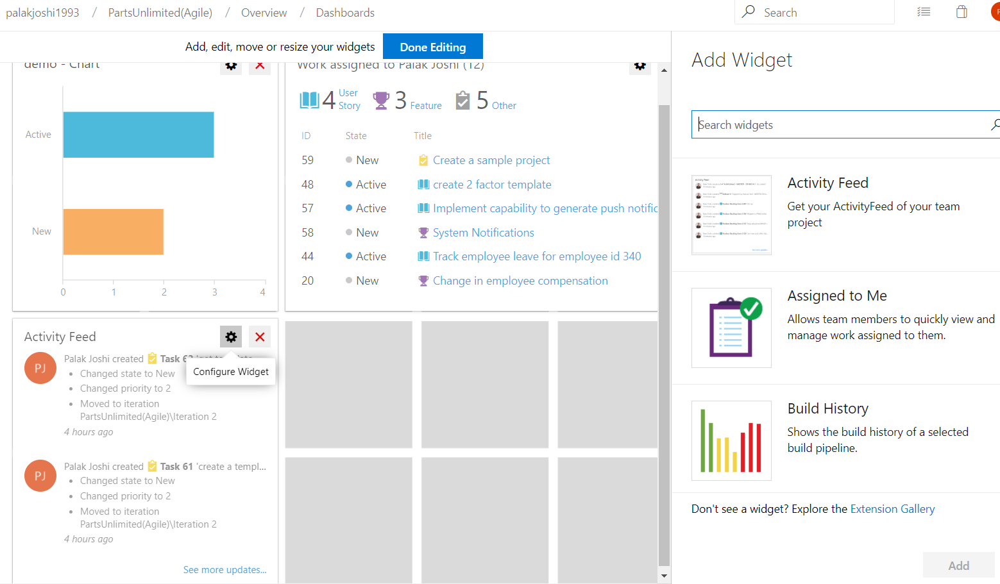 palakjoshi1993 / PartsUnlimited(Agile) / Overview / Dashboards
Search
Add, edit, move or resize your widgets
Done Editing
demo - Chart
Active
New
0 1 2 3 4
Work assigned to Palak Joshi (12)
4 User Story
3 Feature
5 Other
ID State Title
59 New Create a sample project
48 Active create 2 factor template
57 Active Implement capability to generate push notific
58 New System Notifications
44 Active Track employee leave for employee id 340
20 New Change in employee compensation
Activity Feed
PJ
Palak Joshi created Task
Configure Widget
• Changed state to New
• Changed priority to 2
• Moved to iteration
PartsUnlimited(Agile)\Iteration 2
4 hours ago
PJ
Palak Joshi created Task 61 'create a templ...
• Changed state to New
• Changed priority to 2
• Moved to iteration
PartsUnlimited(Agile)\Iteration 2
4 hours ago
See more updates...
Add Widget
Search widgets
Activity Feed
Get your ActivityFeed of your team
project
Assigned to Me
Allows team members to quickly view and
manage work assigned to them.
Build History
Shows the build history of a selected
build pipeline.
Don't see a widget? Explore the Extension Gallery
Add